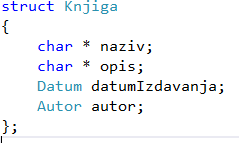 struct Knjiga
{
    char * naziv;
    char * opis;
    Datum datumIzdavanja;
    Autor autor;
};